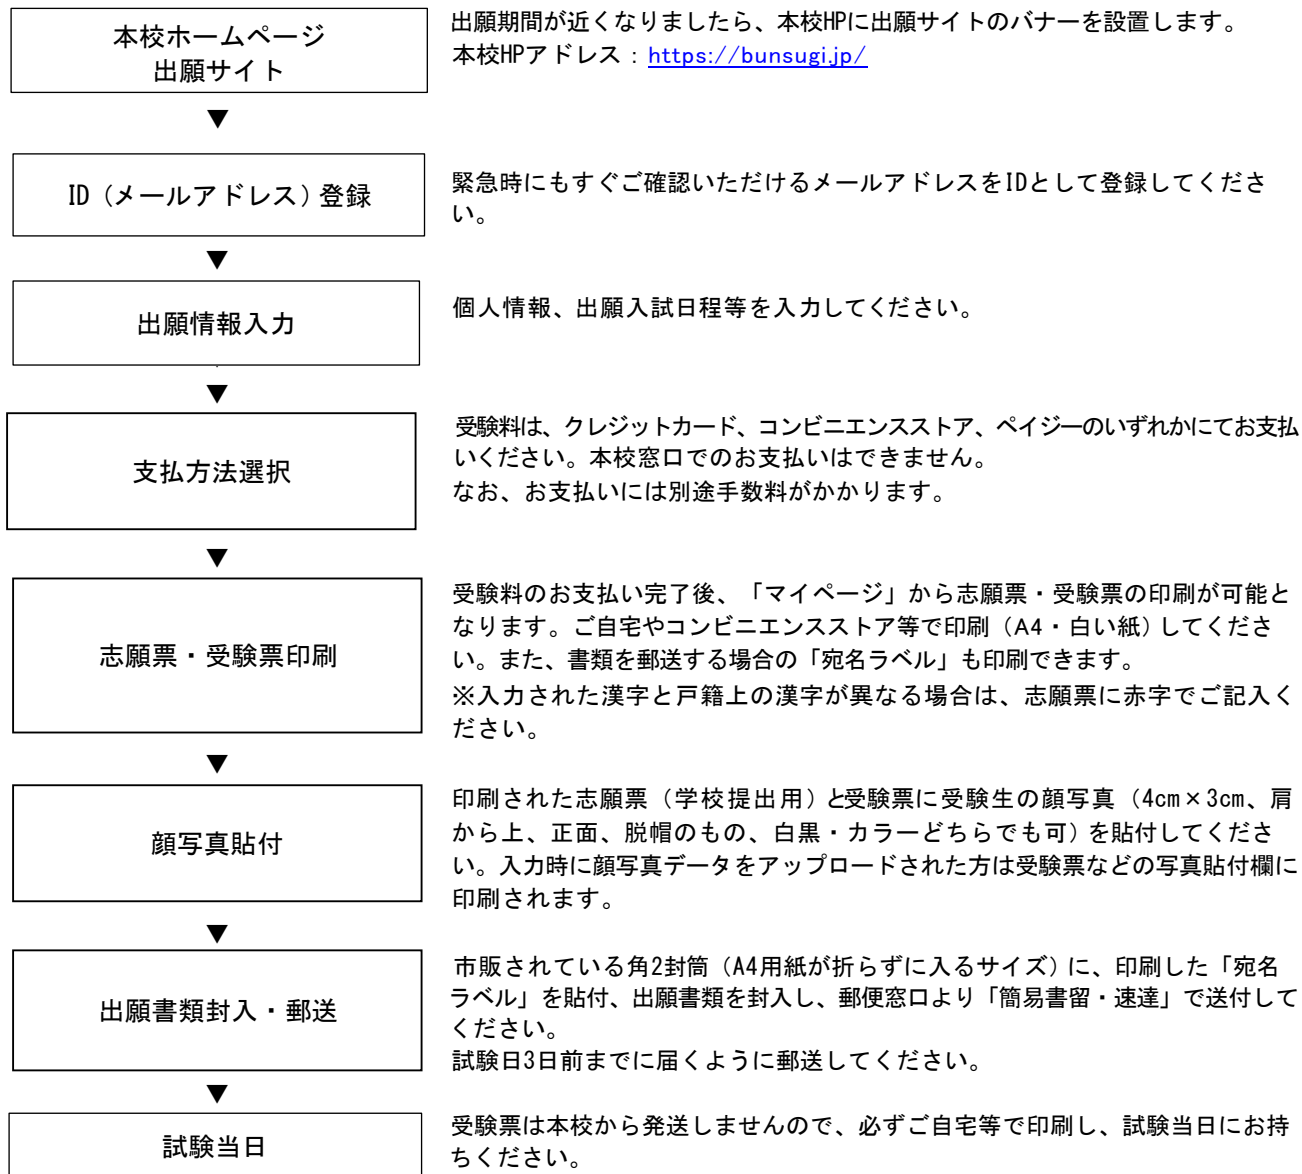 本校ホームページ
出願サイト
出願期間が近くなりましたら、本校HPに出願サイトのバナーを設置します。
本校HPアドレス：https://bunsugi.jp/
▼
ID（メールアドレス）登録
緊急時にもすぐご確認いただけるメールアドレスをIDとして登録してくださ
い。
▼
出願情報入力
個人情報、出願入試日程等を入力してください。
▼
支払方法選択
受験料は、クレジットカード、コンビニエンスストア、ペイジーのいずれかにてお支払
いください。本校窓口でのお支払いはできません。
なお、お支払いには別途手数料がかかります。
▼
志願票・受験票印刷
受験料のお支払い完了後、「マイページ」から志願票・受験票の印刷が可能と
なります。ご自宅やコンビニエンスストア等で印刷（A4・白い紙）してくださ
い。また、書類を郵送する場合の「宛名ラベル」も印刷できます。
※入力された漢字と戸籍上の漢字が異なる場合は、志願票に赤字でご記入く
ださい。
▼
顔写真貼付
印刷された志願票（学校提出用）と受験票に受験生の顔写真（4cm×3cm、肩
から上、正面、脱帽のもの、白黒・カラーどちらでも可）を貼付してくださ
い。入力時に顔写真データをアップロードされた方は受験票などの写真貼付欄に
印刷されます。
▼
出願書類封入・郵送
市販されている角2封筒（A4用紙が折らずに入るサイズ）に、印刷した「宛名
ラベル」を貼付、出願書類を封入し、郵便窓口より「簡易書留・速達」で送付して
ください。
試験日3日前までに届くように郵送してください。
▼
試験当日
受験票は本校から発送しませんので、必ずご自宅等で印刷し、試験当日にお持
ちください。